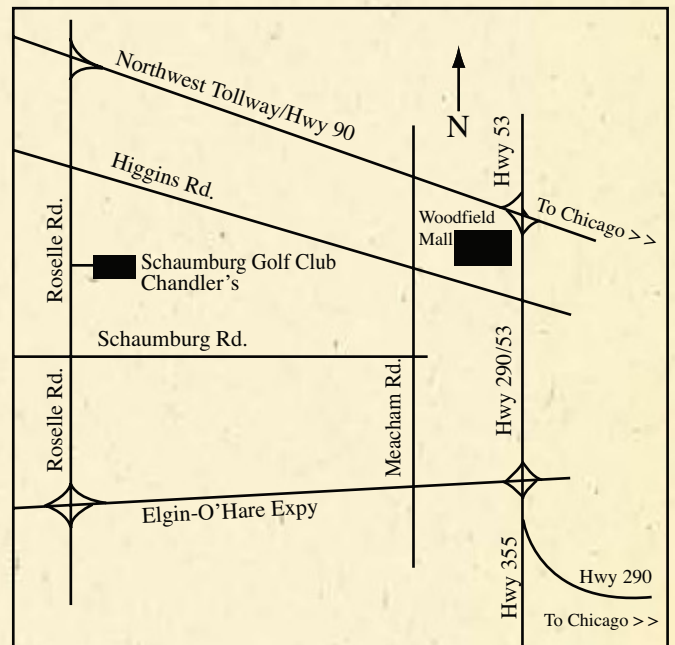 Northwest Tollway/Hwy 90
N
Hwy 53
To Chicago >>
Higgins Rd.
Woodfield
Mall
Roselle Rd.
Schaumburg Golf Club
Chandler's
Schaumburg Rd.
Hwy 290/53
Roselle Rd.
Meacham Rd.
Elgin-O'Hare Expy
Hwy 355
Hwy 290
To Chicago >>